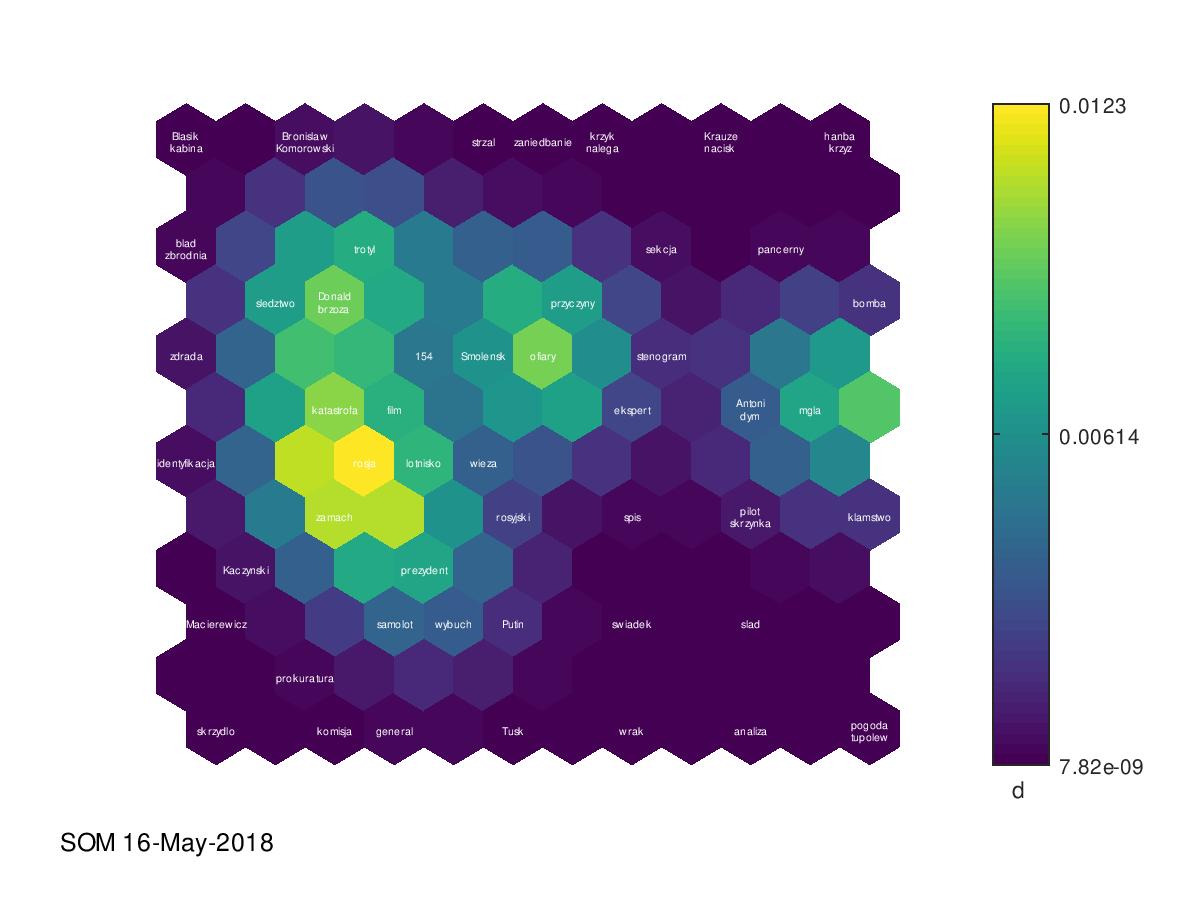 0.0123
Blasik Bronislaw krzyk Krauze hanba
kabina Komorowski strzal zaniedbanie nalega nacisk krzyz
blad trotyl sekcja pancerny
zbrodnia
sledztwo Donald przyczyny bomba
brzoza
zdrada 154 Smolensk ofiary stenogram
katastrofa film ekspert Antoni mgla
dym
0.00614
identyfikacja rosja lotnisko wieza
zamach rosyjski spis pilot klamstwo
skrzynka
Kaczynski prezydent
Macierewicz samolot wybuch Putin swiadek slad
prokuratura
skrzydlo komisja general Tusk wrak analiza pogoda
tupolew
7.82e-09
d
SOM 16-May-2018